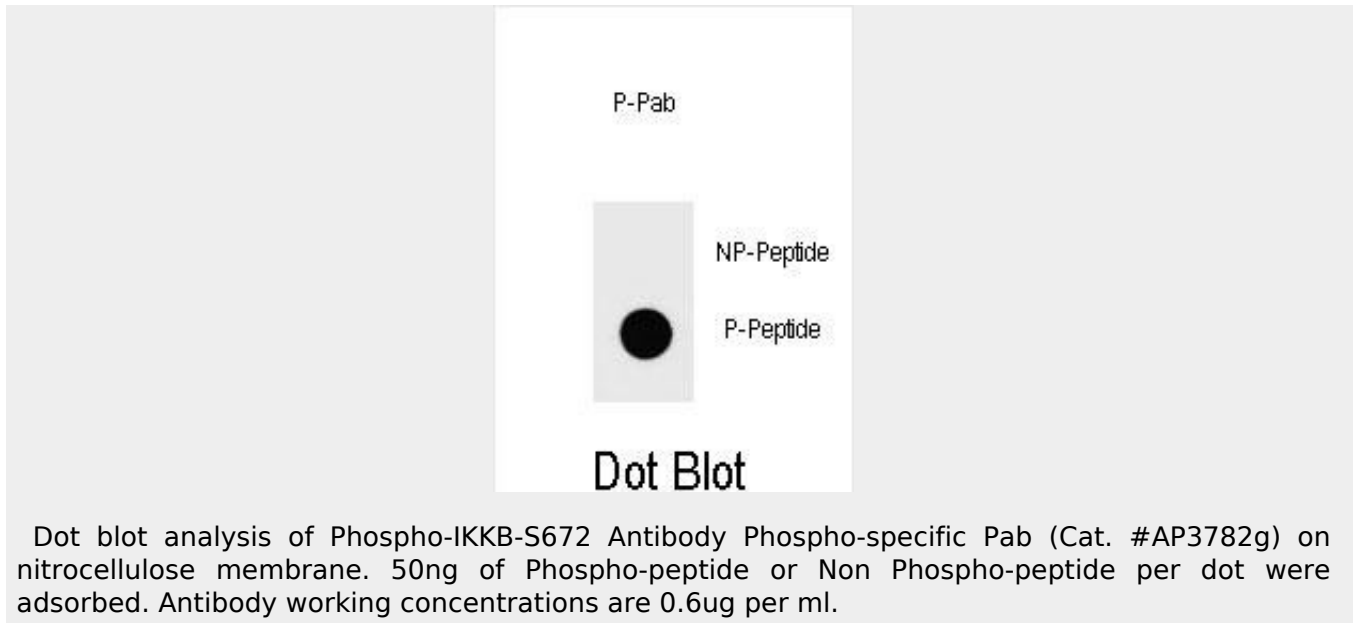 P-Pab
NP-Peptide
P-Peptide
Dot Blot
Dot blot analysis of Phospho-IKKB-S672 Antibody Phospho-specific Pab (Cat. #AP3782g) on
nitrocellulose membrane. 50ng of Phospho-peptide or Non Phospho-peptide per dot were
adsorbed. Antibody working concentrations are 0.6ug per ml.